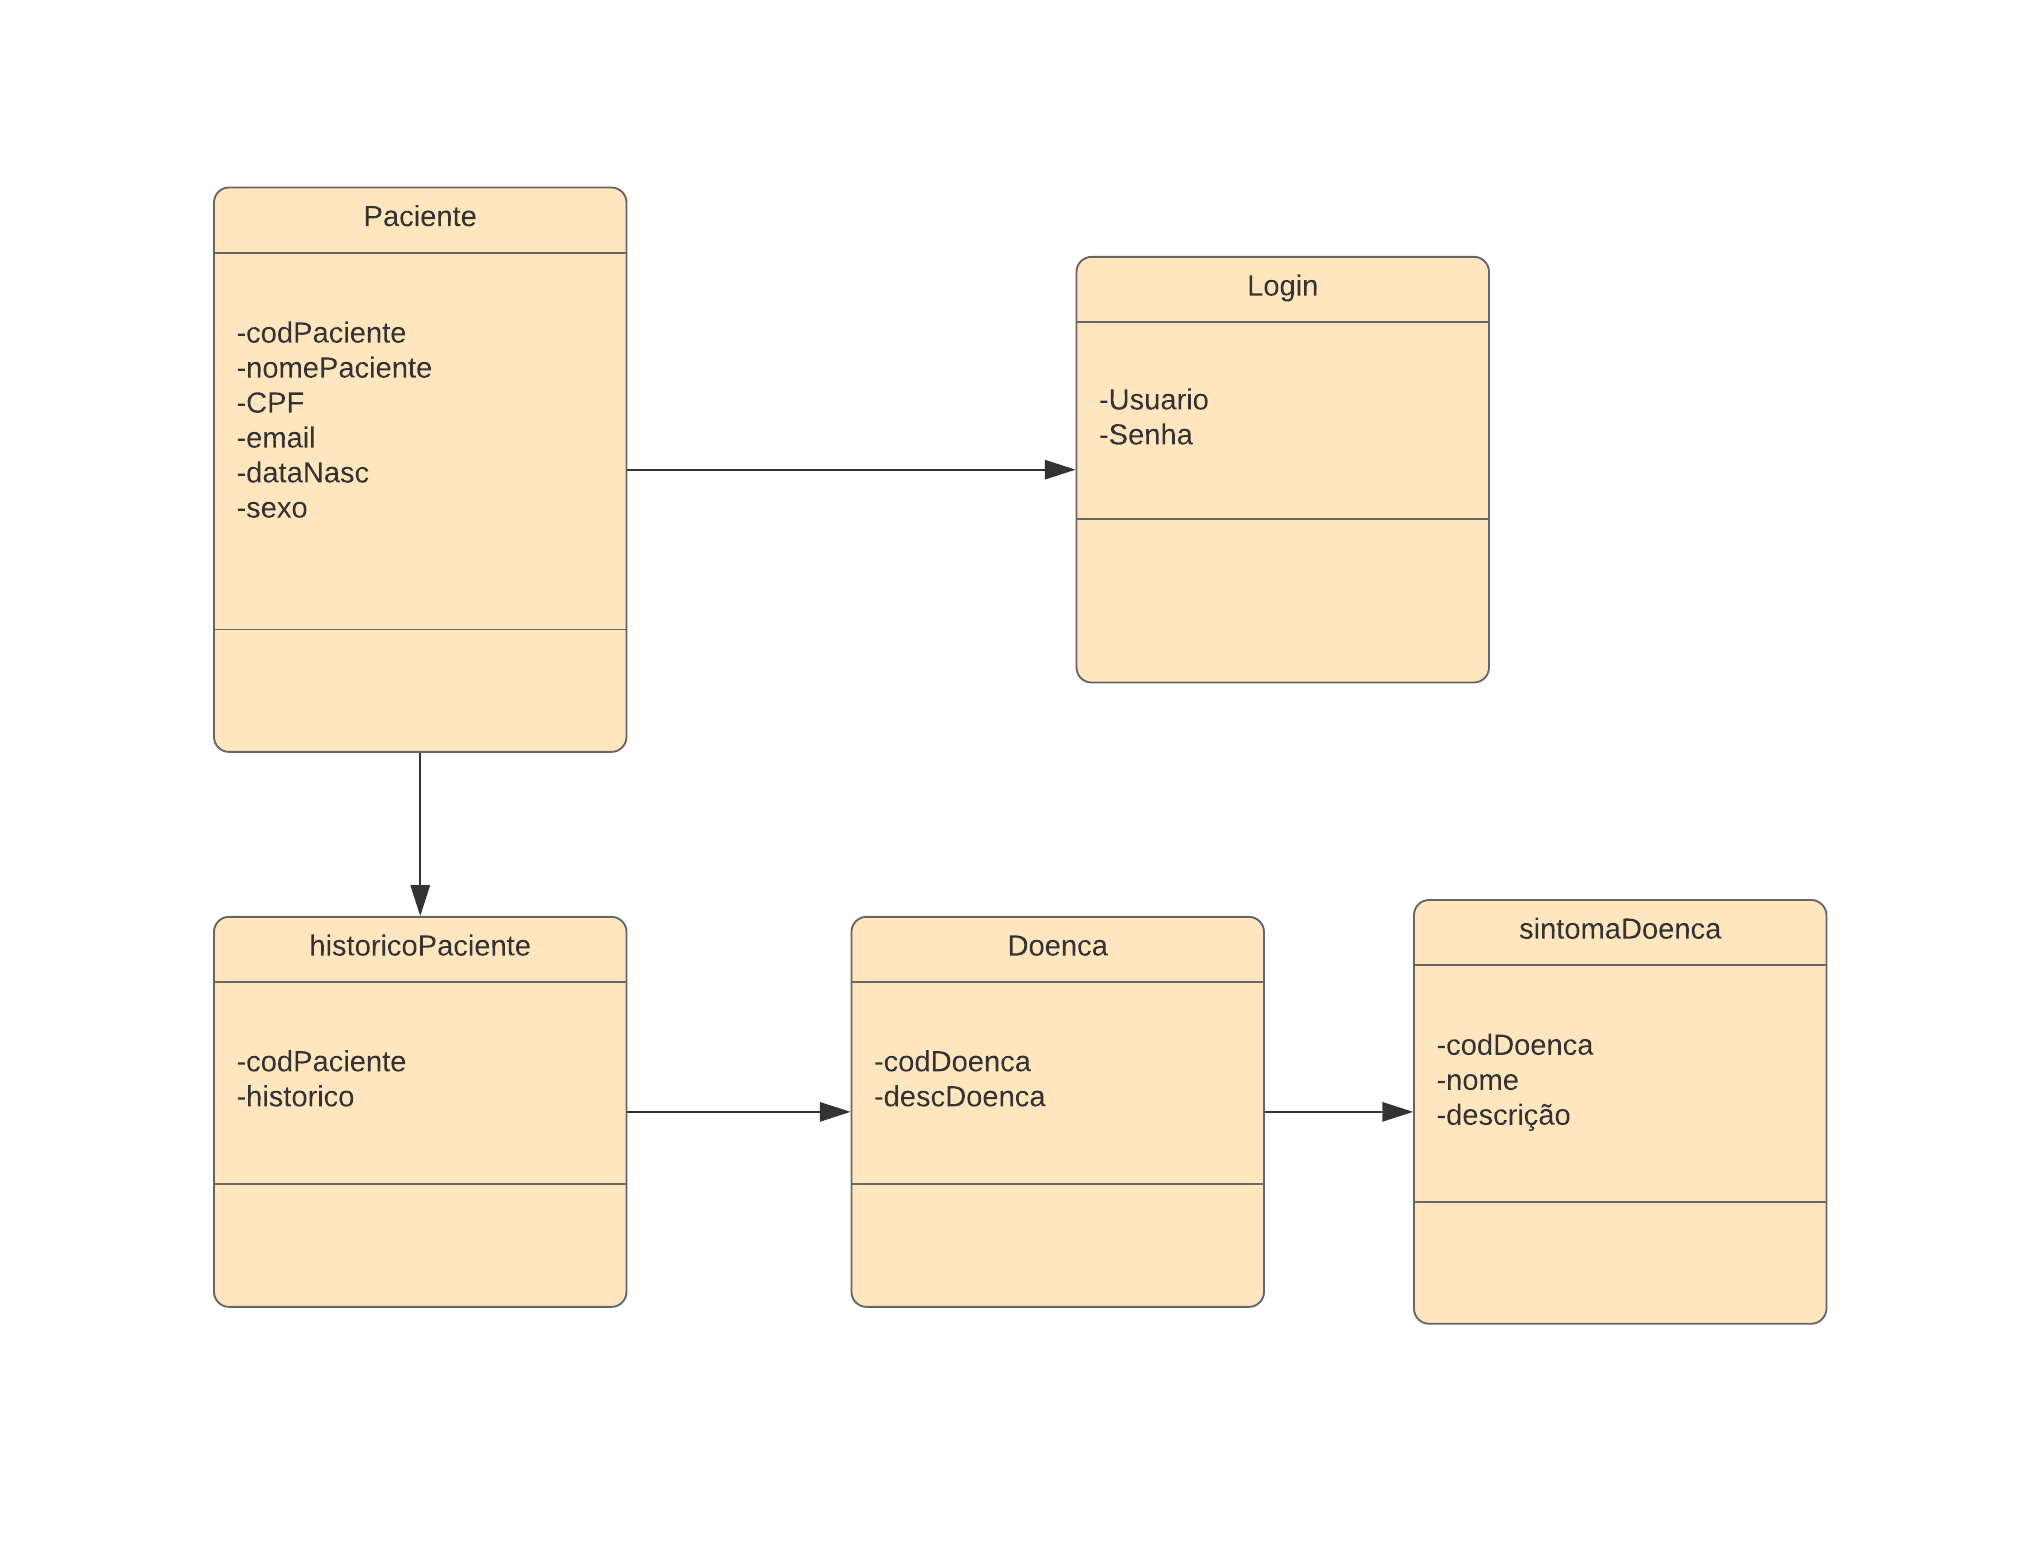 Paciente
-codPaciente
-nomePaciente
-CPF
-email
-dataNasc
-sexo
Login
-Usuario
-Senha
historicoPaciente
-codPaciente
-historico
Doenca
-codDoenca
-descDoenca
sintomaDoenca
-codDoenca
-nome
-descrição